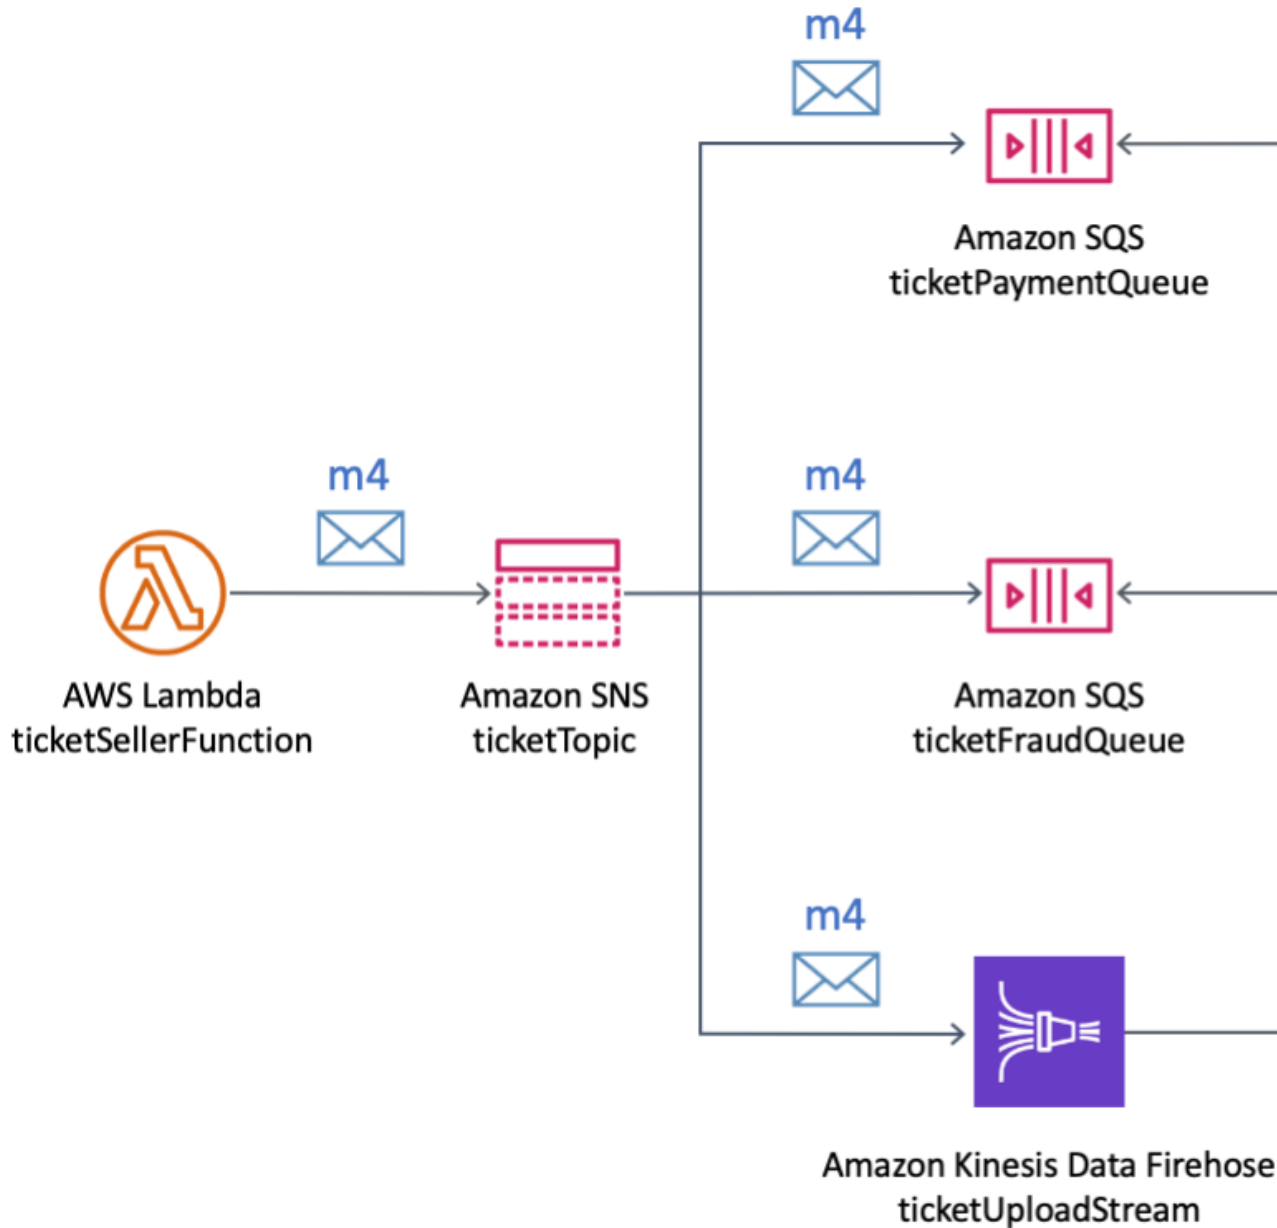 m4
Amazon SQS
ticketPaymentQueue
m4
m4
AWS Lambda
ticketSellerFunction
Amazon SNS
ticketTopic
Amazon SQS
ticketFraudQueue
m4
Amazon Kinesis Data Firehose
ticketUploadStream